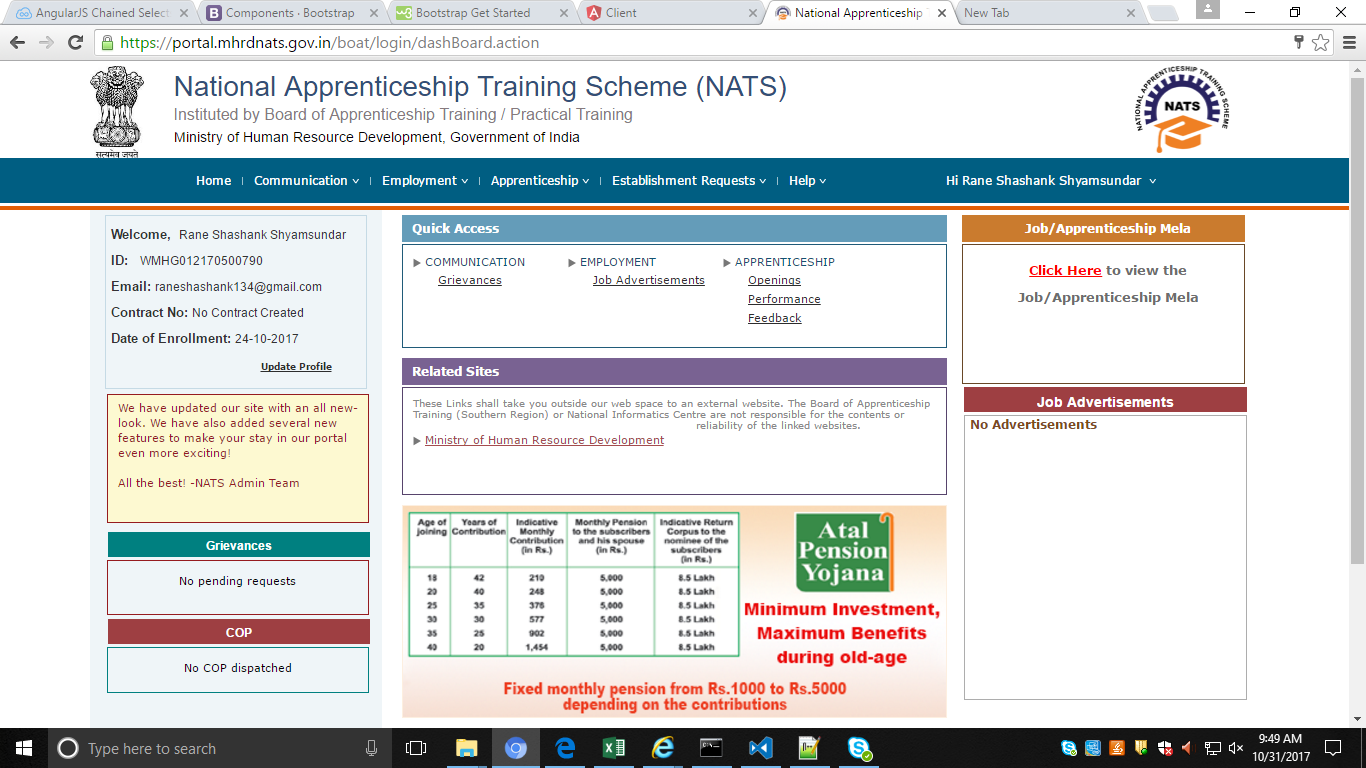 AngularJS Chained Select
Components · Bootstrap
Bootstrap Get Started
Client
National Apprenticeship
New Tab
https://portal.mhrdnats.gov.in/boat/login/dashBoard.action
सत्यमेव जयते
National Apprenticeship Training Scheme (NATS)
Instituted by Board of Apprenticeship Training / Practical Training
Ministry of Human Resource Development, Government of India
NATIONAL APPRENTICESHIP TRAINING SCHEME
NATS
Home
Communication
Employment
Apprenticeship
Establishment Requests
Help
Hi Rane Shashank Shyamsundar
Welcome, Rane Shashank Shyamsundar
ID: WMHG012170500790
Email: raneshashank134@gmail.com
Contract No: No Contract Created
Date of Enrollment: 24-10-2017
Update Profile
We have updated our site with an all new-
look. We have also added several new
features to make your stay in our portal
even more exciting!
All the best! -NATS Admin Team
Grievances
No pending requests
COP
No COP dispatched
Quick Access
COMMUNICATION
Grievances
EMPLOYMENT
Job Advertisements
APPRENTICESHIP
Openings
Performance
Feedback
Related Sites
These Links shall take you outside our web space to an external website. The Board of Apprenticeship
Training (Southern Region) or National Informatics Centre are not responsible for the contents or
reliability of the linked websites.
Ministry of Human Resource Development
Age of joining Years of Contribution Indicative Monthly Contribution (in Rs.) Monthly Pension to the subscribers and his spouse (in Rs.) Indicative Return Corpus to the nominee of the subscribers (in Rs.)
18 42 210 5,000 8.5 Lakh
20 40 248 5,000 8.5 Lakh
25 35 376 5,000 8.5 Lakh
30 30 577 5,000 8.5 Lakh
35 25 902 5,000 8.5 Lakh
40 20 1,454 5,000 8.5 Lakh
Atal
Pension
Yojana
Minimum Investment,
Maximum Benefits
during old-age
Fixed monthly pension from Rs.1000 to Rs.5000
depending on the contributions
Job/Apprenticeship Mela
Click Here to view the
Job/Apprenticeship Mela
Job Advertisements
No Advertisements
Type here to search
9:49 AM
10/31/2017